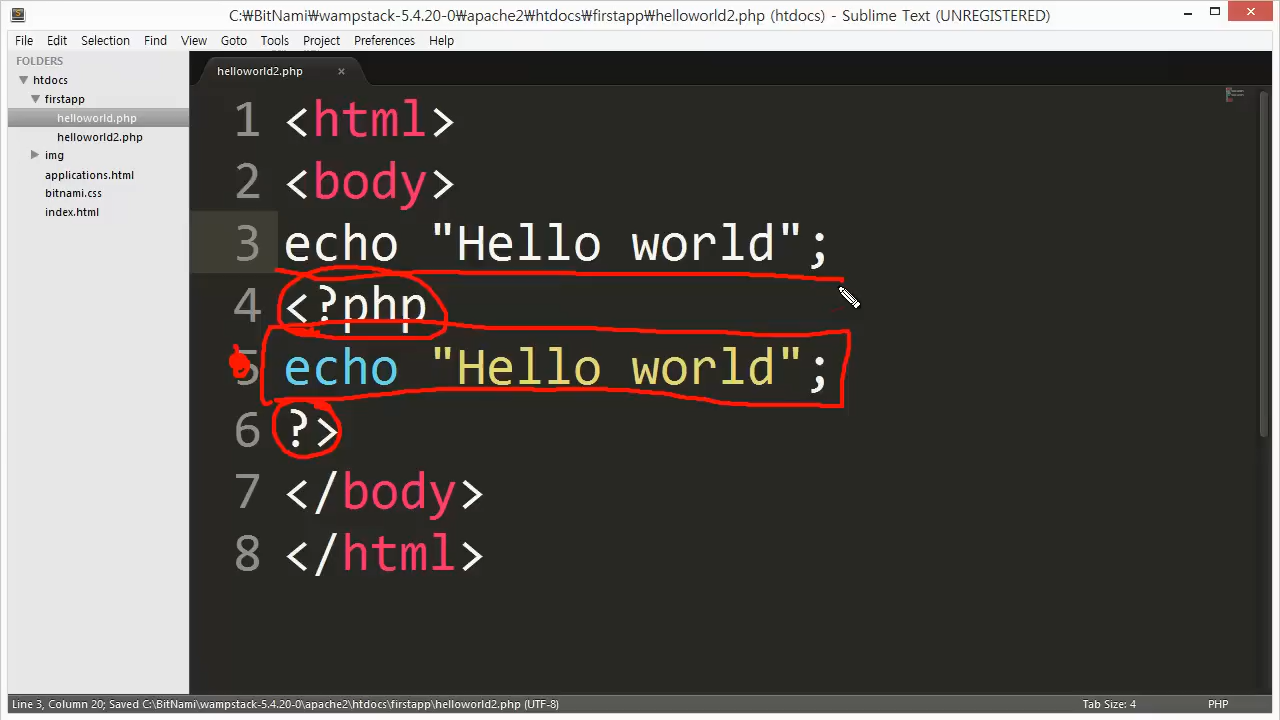 C:₩BitNami₩wampstack-5.4.20-0₩apache2₩htdocs₩firstapp₩helloworld2.php (htdocs) - Sublime Text (UNREGISTERED)
File Edit Selection Find View Goto Tools Project Preferences Help
FOLDERS
htdocs
firstapp
helloworld.php
helloworld2.php
img
applications.html
bitnami.css
index.html
helloworld2.php
1 <html>
2 <body>
3 echo "Hello world";
4 <?php
5 echo "Hello world";
6 ?>
7 </body>
8 </html>
Line 3, Column 20; Saved C:\BitNami\wampstack-5.4.20-0\apache2\htdocs\firstapp\helloworld2.php (UTF-8)
Tab Size: 4
PHP